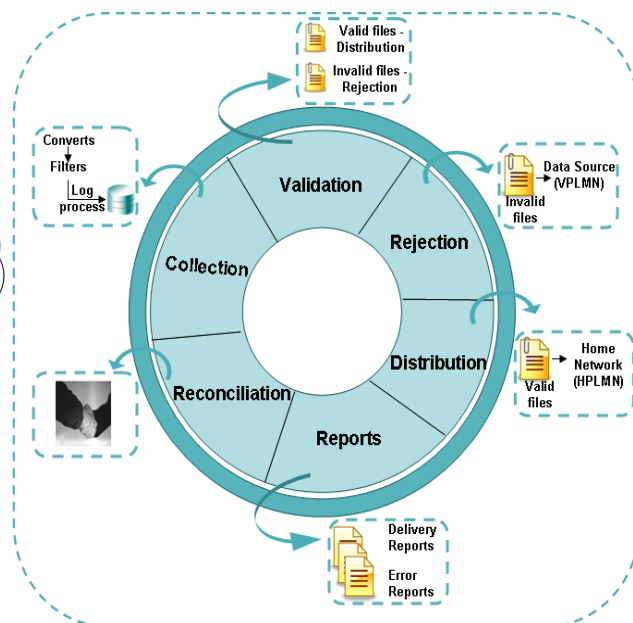 Valid files -
Distribution
Invalid files -
Rejection
Converts
Filters
Log
process
Validation
Data Source
(VPLMN)
Invalid
files
Rejection
Collection
Distribution
Home
Network
(HPLMN)
Valid
files
Reconciliation
Reports
Delivery
Reports
Error
Reports